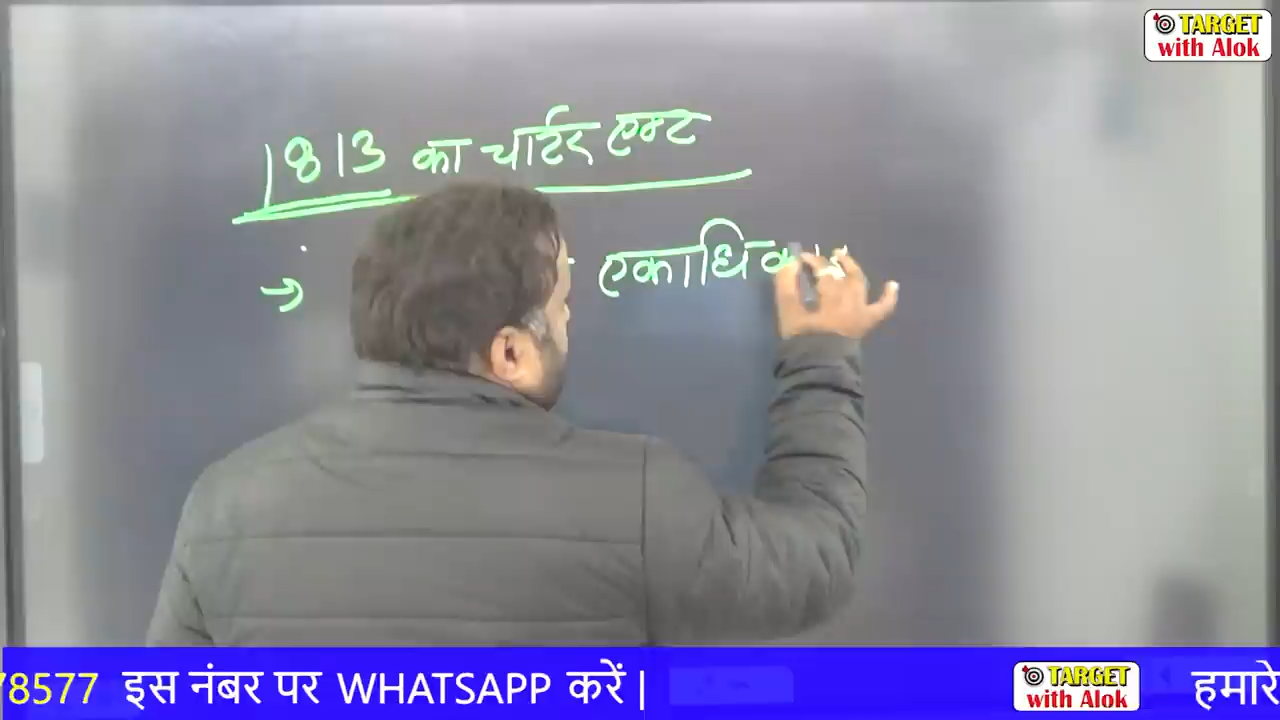 TARGET
with Alok
1813 का चार्टर एक्ट
→ - एकाधिकार
78577 इस नंबर पर WHATSAPP करें |
TARGET
with Alok
हमारे